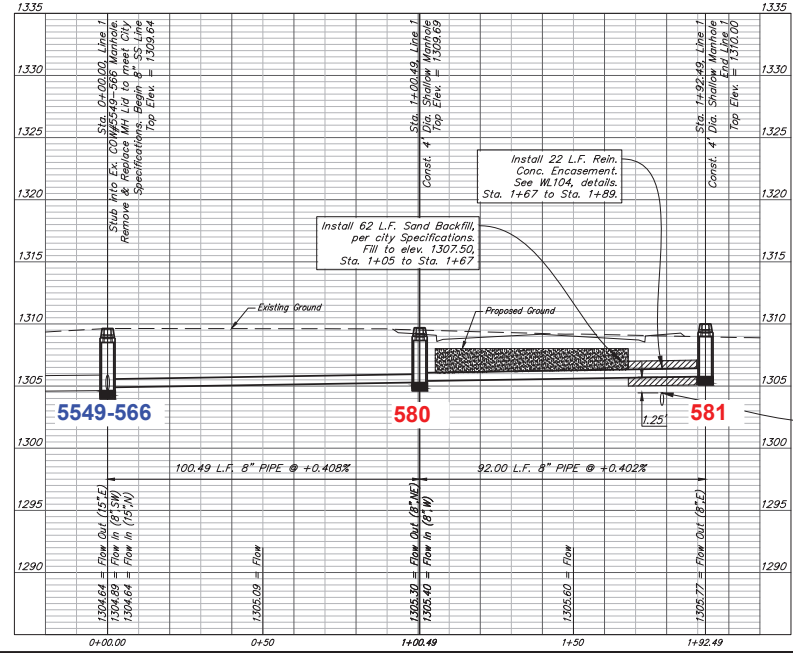 1335
1335
1330
1330
1325
1325
1320
1320
1315
1315
1310
1310
1305
1305
1300
1300
1295
1295
1290
1290
Sta. 0+00.00, Line 1
Stub into Ex. COW#5549-566 Manhole.
Remove & Replace MH Lid to meet City
Specifications. Begin 8" SS Line
Top Elev. = 1309.64
Sta. 1+00.49, Line 1
Const. 4' Dia. Shallow Manhole
Top Elev. = 1309.69
Sta. 1+92.49, Line 1
Const. 4' Dia. Shallow Manhole
End Line 1
Top Elev. = 1310.00
Install 22 L.F. Rein.
Conc. Encasement.
See WL104, details.
Sta. 1+67 to Sta. 1+89.
Install 62 L.F. Sand Backfill,
per city Specifications.
Fill to elev. 1307.50,
Sta. 1+05 to Sta. 1+67
Existing Ground
Proposed Ground
5549-566
580
581
1.25'
100.49 L.F. 8" PIPE @ +0.408%
92.00 L.F. 8" PIPE @ +0.402%
1304.64 = Flow Out (15",E)
1304.89 = Flow In (8",SW)
1304.64 = Flow In (15",N)
1305.09 = Flow
1305.30 = Flow Out (8",NE)
1305.40 = Flow In (8",W)
1305.60 = Flow
1305.77 = Flow Out (8",E)
0+00.00
0+50
1+00.49
1+50
1+92.49